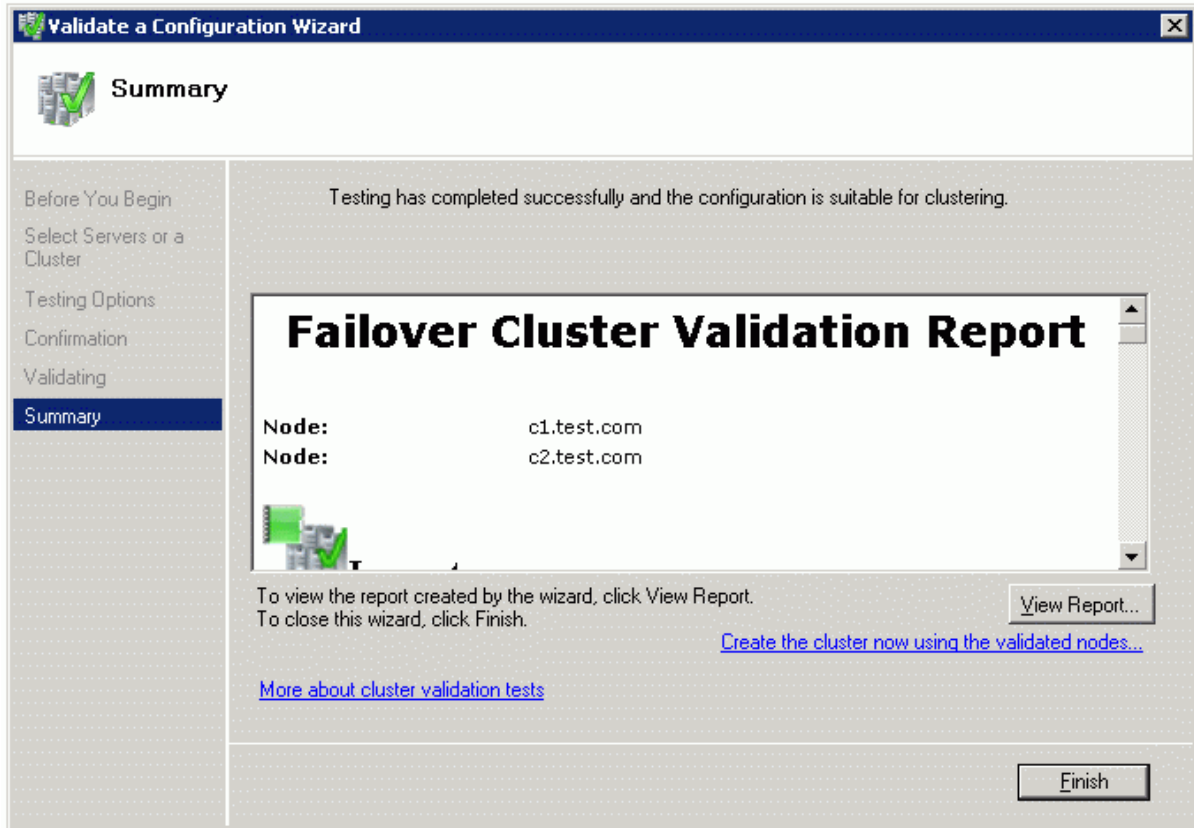 Validate a Configuration Wizard
Summary
Before You Begin
Select Servers or a
Cluster
Testing Options
Confirmation
Validating
Summary
Testing has completed successfully and the configuration is suitable for clustering.
Failover Cluster Validation Report
Node: c1.test.com
Node: c2.test.com
To view the report created by the wizard, click View Report.
To close this wizard, click Finish.
View Report...
Create the cluster now using the validated nodes...
More about cluster validation tests
Finish